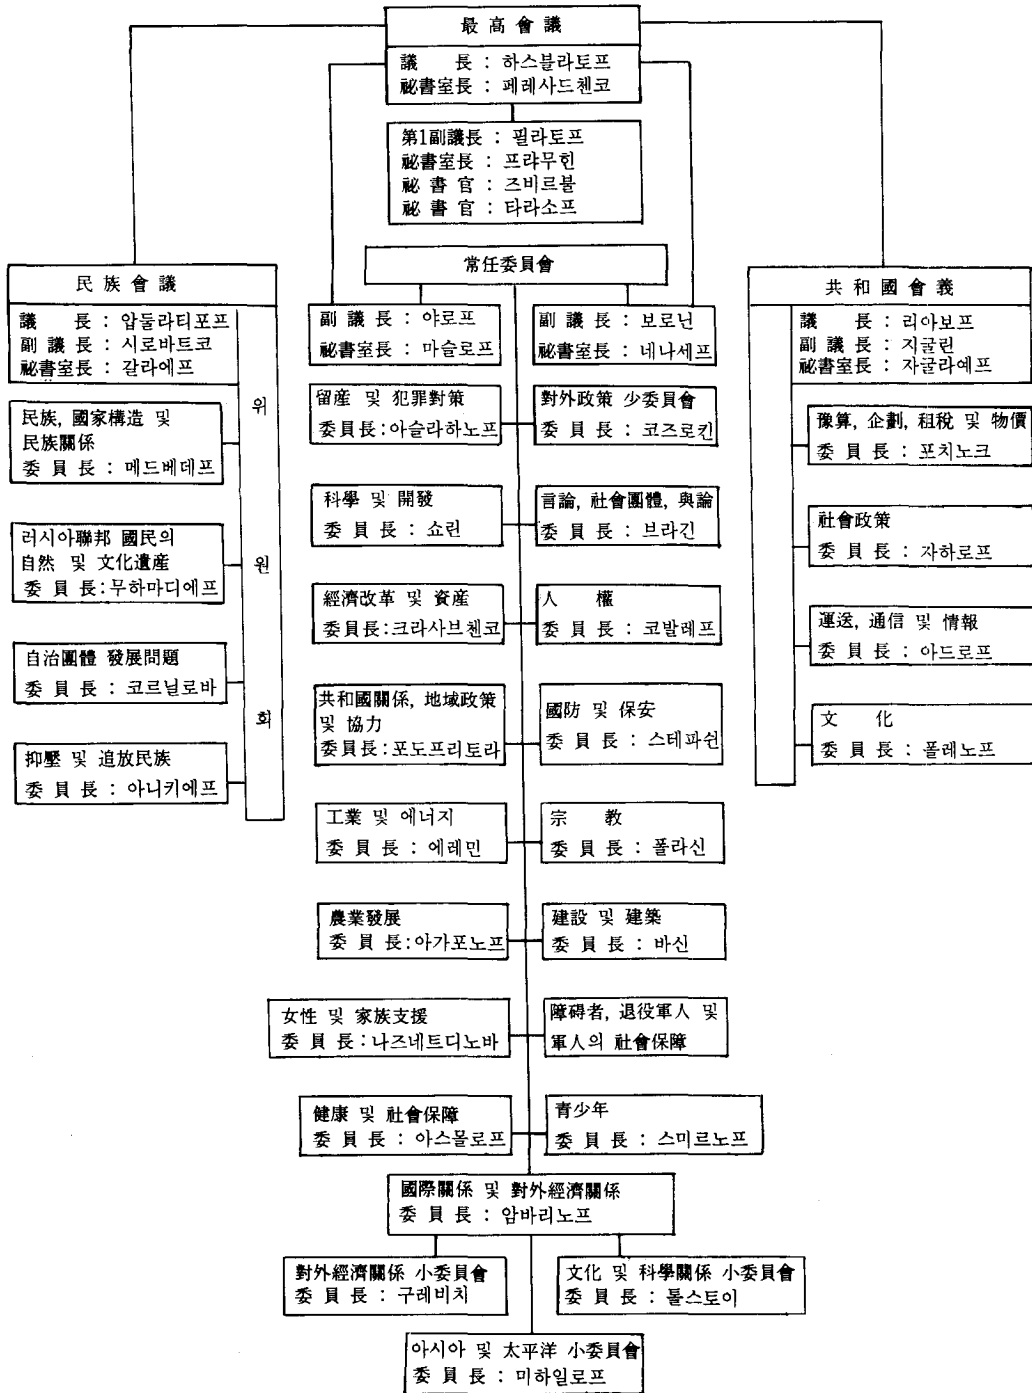 最高會議
議 長 : 하스블라토프
祕書室長 : 페레사드첸코
第1副議長 : 필라토프
祕書室長 : 프랴무힌
祕書官 : 즈비르불
祕書官 : 타라소프
民族會議
議 長 : 압둘라티포프
副議長 : 시로바트코
祕書室長 : 갈라에프
위
원
회
民族, 國家構造 및
民族關係
委員長 : 메드베데프
러시아聯邦 國民의
自然 및 文化遺産
委員長:무하마디에프
自治團體 發展問題
委員長 : 코르닐로바
抑壓 및 追放民族
委員長 : 아니키에프
常任委員會
副議長 : 야로프
祕書室長 : 마슬로프
副議長 : 보로닌
祕書室長 : 네나세프
留産 및 犯罪對策
委員長:아슬라하노프
對外政策 少委員會
委員長 : 코즈로킨
科學 및 開發
委員長 : 쇼린
言論, 社會團體, 與論
委員長 : 브라긴
經濟改革 및 資産
委員長:크라사브첸코
人 權
委員長 : 코발레프
共和國關係, 地域政策
및 協力
委員長:포도프리토라
國防 및 保安
委員長 : 스테파쉰
工業 및 에너지
委員長 : 에레민
宗 教
委員長 : 폴라신
農業發展
委員長:아가포노프
建設 및 建築
委員長 : 바신
女性 및 家族支援
委員長:나즈네트디노바
障碍者, 退役軍人 및
軍人의 社會保障
健康 및 社會保障
委員長 : 아스몰로프
青少年
委員長 : 스미르노프
國際關係 및 對外經濟關係
委員長 : 암바리노프
對外經濟關係 小委員會
委員長 : 구레비치
文化 및 科學關係 小委員會
委員長 : 톨스토이
아시아 및 太平洋 小委員會
委員長 : 미하일로프
共和國會義
議 長 : 리아보프
副議長 : 지굴린
祕書室長 : 자굴라예프
豫算, 企劃, 租稅 및 物價
委員長 : 포치노크
社會政策
委員長 : 자하로프
運送, 通信 및 情報
委員長 : 아드로프
文 化
委員長 : 폴레노프